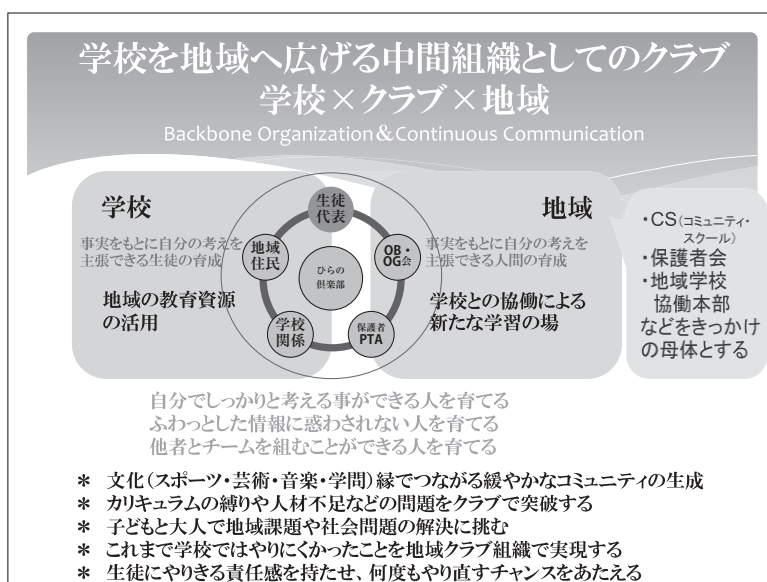 学校を地域へ広げる中間組織としてのクラブ
学校×クラブ×地域
Backbone Organization&Continuous Communication
学校
事実をもとに自分の考えを
主張できる生徒の育成
地域の教育資源
の活用
生徒
代表
地域
住民
OB・
OG会
ひらの
倶楽部
学校
関係
保護者
PTA
地域
事実をもとに自分の考えを
主張できる人間の育成
学校との協働による
新たな学習の場
・CS(コミュニティ・
スクール)
・保護者会
・地域学校
協働本部
などをきっかけ
の母体とする
自分でしっかりと考える事ができる人を育てる
ふわっとした情報に惑わされない人を育てる
他者とチームを組むことができる人を育てる
＊ 文化(スポーツ・芸術・音楽・学問)縁でつながる緩やかなコミュニティの生成
＊ カリキュラムの縛りや人材不足などの問題をクラブで突破する
＊ 子どもと大人で地域課題や社会問題の解決に挑む
＊ これまで学校ではやりにくかったことを地域クラブ組織で実現する
＊ 生徒にやりきる責任感を持たせ、何度もやり直すチャンスをあたえる